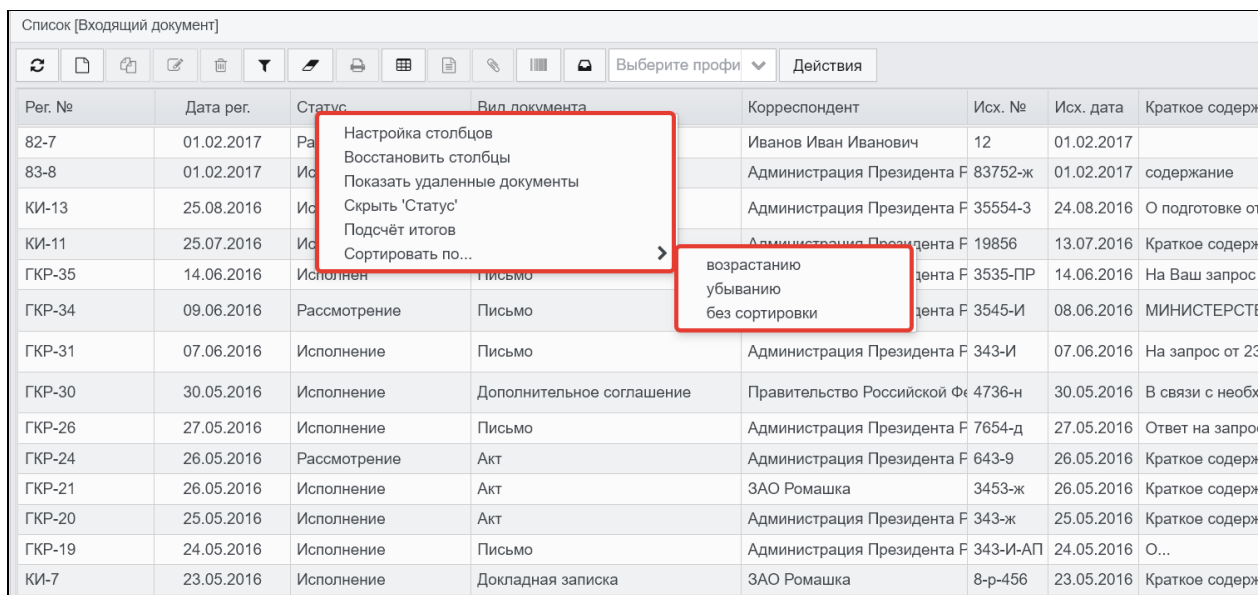 Список [Входящий документ]
Выберите профи Действия
Рег. № Дата рег. Статус Вид документа Корреспондент Исх. № Исх. дата Краткое содерж
82-7 01.02.2017 Ра Иванов Иван Иванович 12 01.02.2017
83-8 01.02.2017 Ис Администрация Президента Р 83752-ж 01.02.2017 содержание
КИ-13 25.08.2016 Ис Администрация Президента Р 35554-3 24.08.2016 О подготовке от
КИ-11 25.07.2016 Ис Администрация Президента Р 19856 13.07.2016 Краткое содерж
ГКР-35 14.06.2016 Исполнен Письмо дента Р 3535-ПР 14.06.2016 На Ваш запрос
ГКР-34 09.06.2016 Рассмотрение Письмо дента Р 3545-И 08.06.2016 МИНИСТЕРСТЕ
ГКР-31 07.06.2016 Исполнение Письмо Администрация Президента Р 343-И 07.06.2016 На запрос от 23
ГКР-30 30.05.2016 Исполнение Дополнительное соглашение Правительство Российской Фе 4736-н 30.05.2016 В связи с необх
ГКР-26 27.05.2016 Исполнение Письмо Администрация Президента Р 7654-д 27.05.2016 Ответ на запро
ГКР-24 26.05.2016 Рассмотрение Акт Администрация Президента Р 643-9 26.05.2016 Краткое содерж
ГКР-21 26.05.2016 Исполнение Акт ЗАО Ромашка 3453-ж 26.05.2016 Краткое содерж
ГКР-20 25.05.2016 Исполнение Акт Администрация Президента Р 343-ж 25.05.2016 Краткое содерж
ГКР-19 24.05.2016 Исполнение Письмо Администрация Президента Р 343-И-АП 24.05.2016 О...
КИ-7 23.05.2016 Исполнение Докладная записка ЗАО Ромашка 8-р-456 23.05.2016 Краткое содерж
Настройка столбцов
Восстановить столбцы
Показать удаленные документы
Скрыть 'Статус'
Подсчёт итогов
Сортировать по...
возрастанию
убыванию
без сортировки